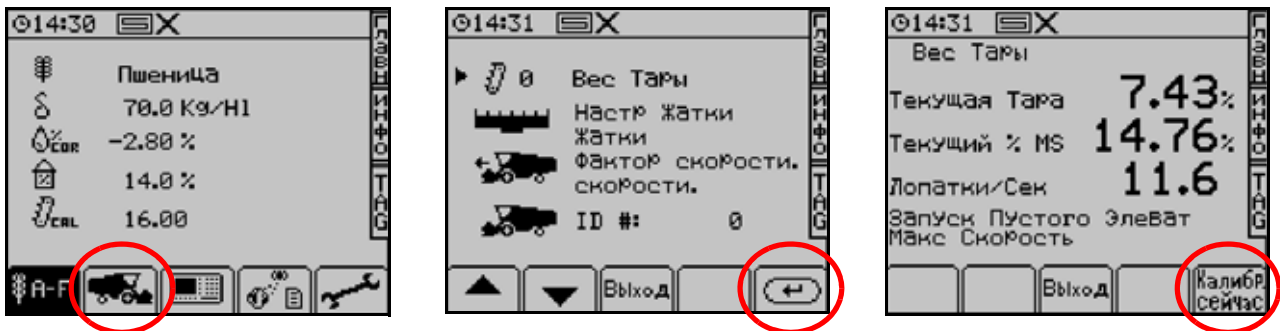 14:30
Главн
Инфо
TAG
Пшеница
70.0 Kg/Hl
%
COR
-2.80 %
%
14.0 %
CAL
16.00
A-F
14:31
0 Вес Тары
Настр Жатки
Жатки
Фактор скорости.
скорости.
ID #: 0
Выход
14:31
Главн
Инфо
TAG
Вес Тары
Текущая Тара 7.43%
Текущий % MS 14.76%
Лопатки/Сек 11.6
Запуск Пустого Элеват
Макс Скорость
Выход
Калибр.
сейчас